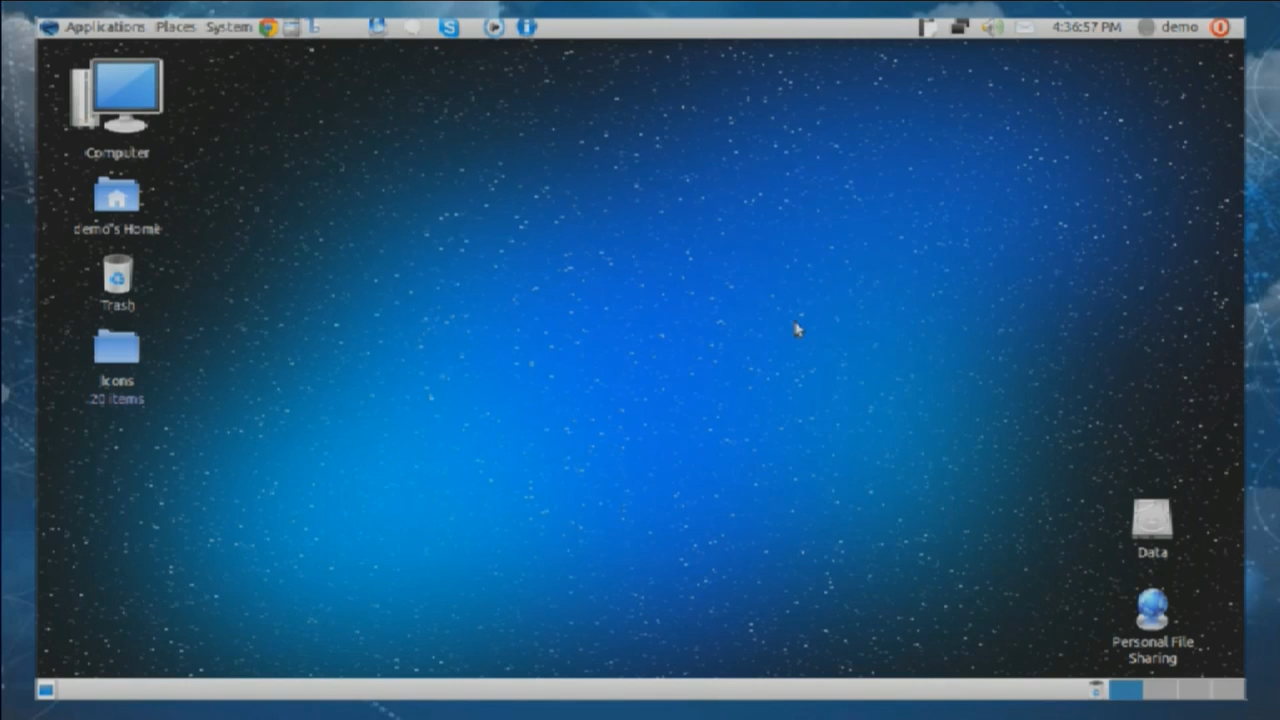 Applications Places System
4:36:57 PM demo
Computer
demo's Home
Trash
Icons
20 items
Data
Personal File
Sharing